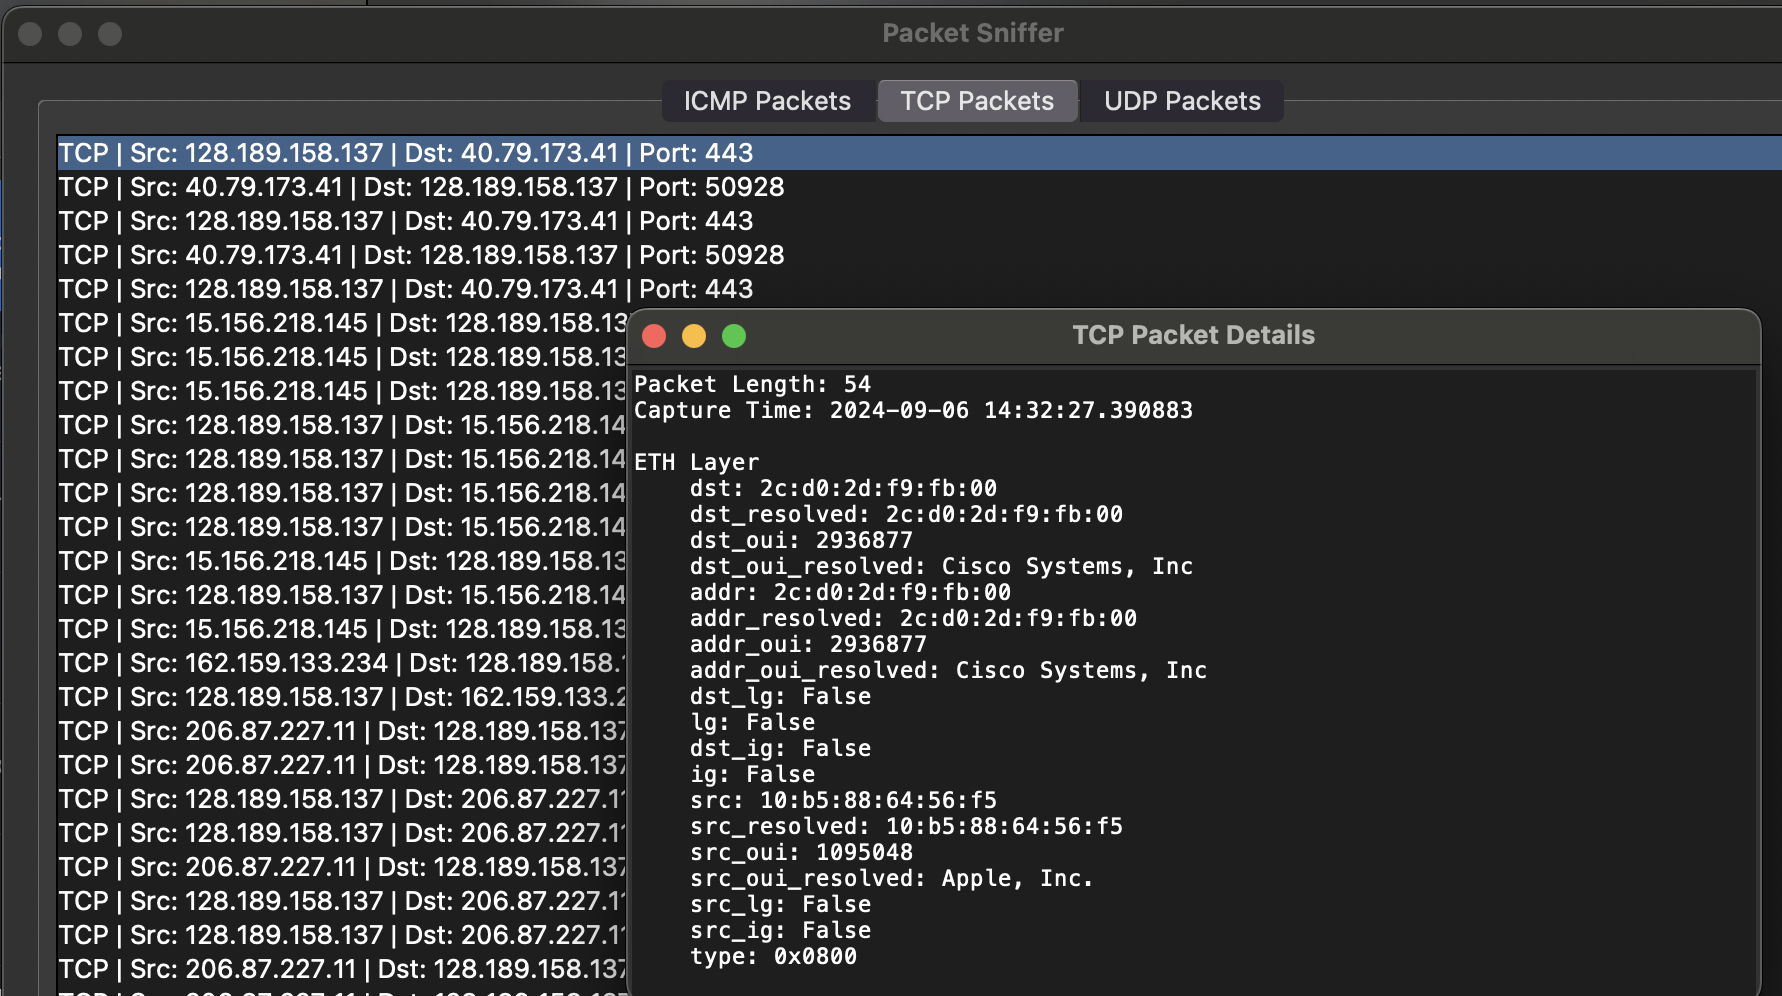 Packet Sniffer
ICMP Packets
TCP Packets
UDP Packets
TCP | Src: 128.189.158.137 | Dst: 40.79.173.41 | Port: 443
TCP | Src: 40.79.173.41 | Dst: 128.189.158.137 | Port: 50928
TCP | Src: 128.189.158.137 | Dst: 40.79.173.41 | Port: 443
TCP | Src: 40.79.173.41 | Dst: 128.189.158.137 | Port: 50928
TCP | Src: 128.189.158.137 | Dst: 40.79.173.41 | Port: 443
TCP | Src: 15.156.218.145 | Dst: 128.189.158.13
TCP | Src: 15.156.218.145 | Dst: 128.189.158.13
TCP | Src: 15.156.218.145 | Dst: 128.189.158.13
TCP | Src: 128.189.158.137 | Dst: 15.156.218.14
TCP | Src: 128.189.158.137 | Dst: 15.156.218.14
TCP | Src: 128.189.158.137 | Dst: 15.156.218.14
TCP | Src: 128.189.158.137 | Dst: 15.156.218.14
TCP | Src: 15.156.218.145 | Dst: 128.189.158.13
TCP | Src: 128.189.158.137 | Dst: 15.156.218.14
TCP | Src: 15.156.218.145 | Dst: 128.189.158.13
TCP | Src: 162.159.133.234 | Dst: 128.189.158.
TCP | Src: 128.189.158.137 | Dst: 162.159.133.2
TCP | Src: 206.87.227.11 | Dst: 128.189.158.137
TCP | Src: 206.87.227.11 | Dst: 128.189.158.137
TCP | Src: 128.189.158.137 | Dst: 206.87.227.1
TCP | Src: 128.189.158.137 | Dst: 206.87.227.1
TCP | Src: 206.87.227.11 | Dst: 128.189.158.137
TCP | Src: 128.189.158.137 | Dst: 206.87.227.1
TCP | Src: 128.189.158.137 | Dst: 206.87.227.1
TCP | Src: 206.87.227.11 | Dst: 128.189.158.137
TCP Packet Details
Packet Length: 54
Capture Time: 2024-09-06 14:32:27.390883
ETH Layer
dst: 2c:d0:2d:f9:fb:00
dst_resolved: 2c:d0:2d:f9:fb:00
dst_oui: 2936877
dst_oui_resolved: Cisco Systems, Inc
addr: 2c:d0:2d:f9:fb:00
addr_resolved: 2c:d0:2d:f9:fb:00
addr_oui: 2936877
addr_oui_resolved: Cisco Systems, Inc
dst_lg: False
lg: False
dst_ig: False
ig: False
src: 10:b5:88:64:56:f5
src_resolved: 10:b5:88:64:56:f5
src_oui: 1095048
src_oui_resolved: Apple, Inc.
src_lg: False
src_ig: False
type: 0x0800